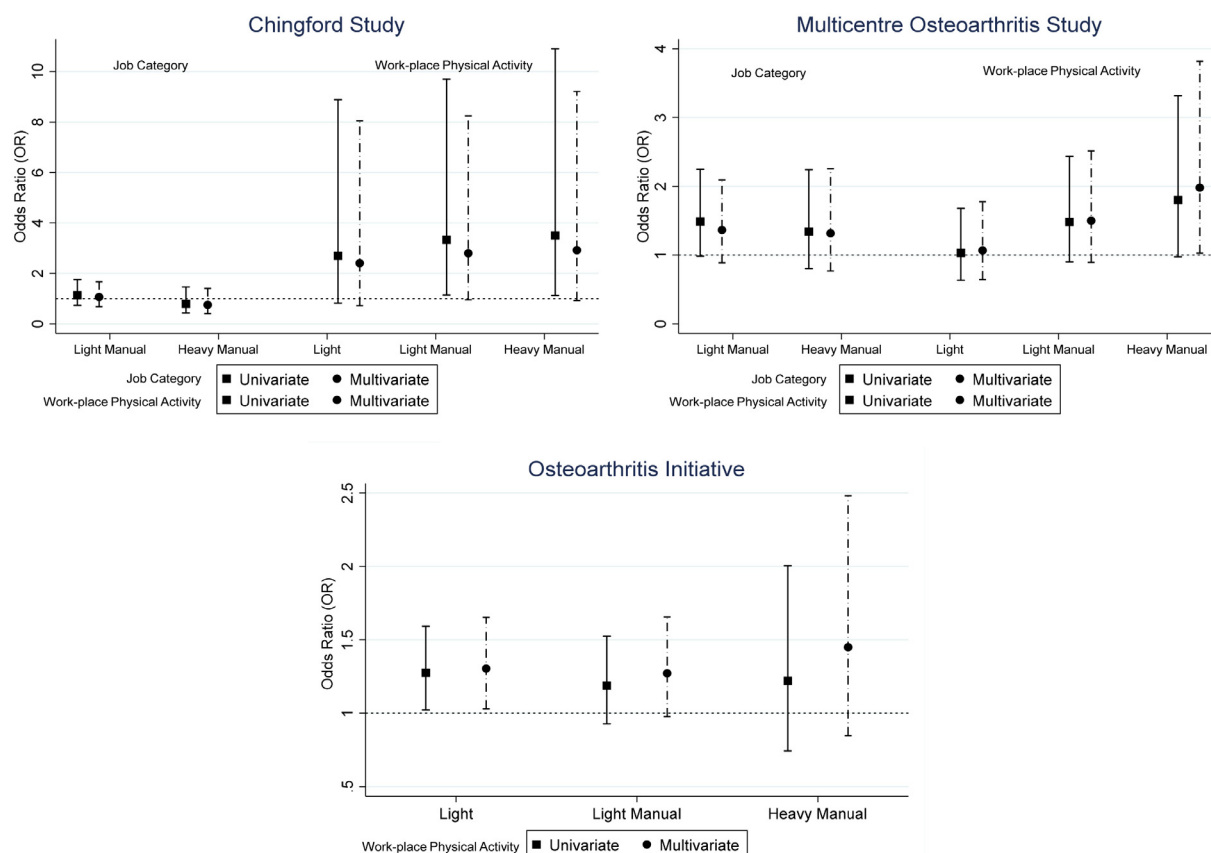 Chingford Study
Job Category Work-place Physical Activity
Odds Ratio (OR)
10
8
6
4
2
0
Light Manual Heavy Manual Light Light Manual Heavy Manual
Job Category ■ Univariate ● Multivariate
Work-place Physical Activity ■ Univariate ● Multivariate
Multicentre Osteoarthritis Study
Job Category Work-place Physical Activity
Odds Ratio (OR)
4
3
2
1
0
Light Manual Heavy Manual Light Light Manual Heavy Manual
Job Category ■ Univariate ● Multivariate
Work-place Physical Activity ■ Univariate ● Multivariate
Osteoarthritis Initiative
Odds Ratio (OR)
2.5
2
1.5
1
.5
Light Light Manual Heavy Manual
Work-place Physical Activity ■ Univariate ● Multivariate